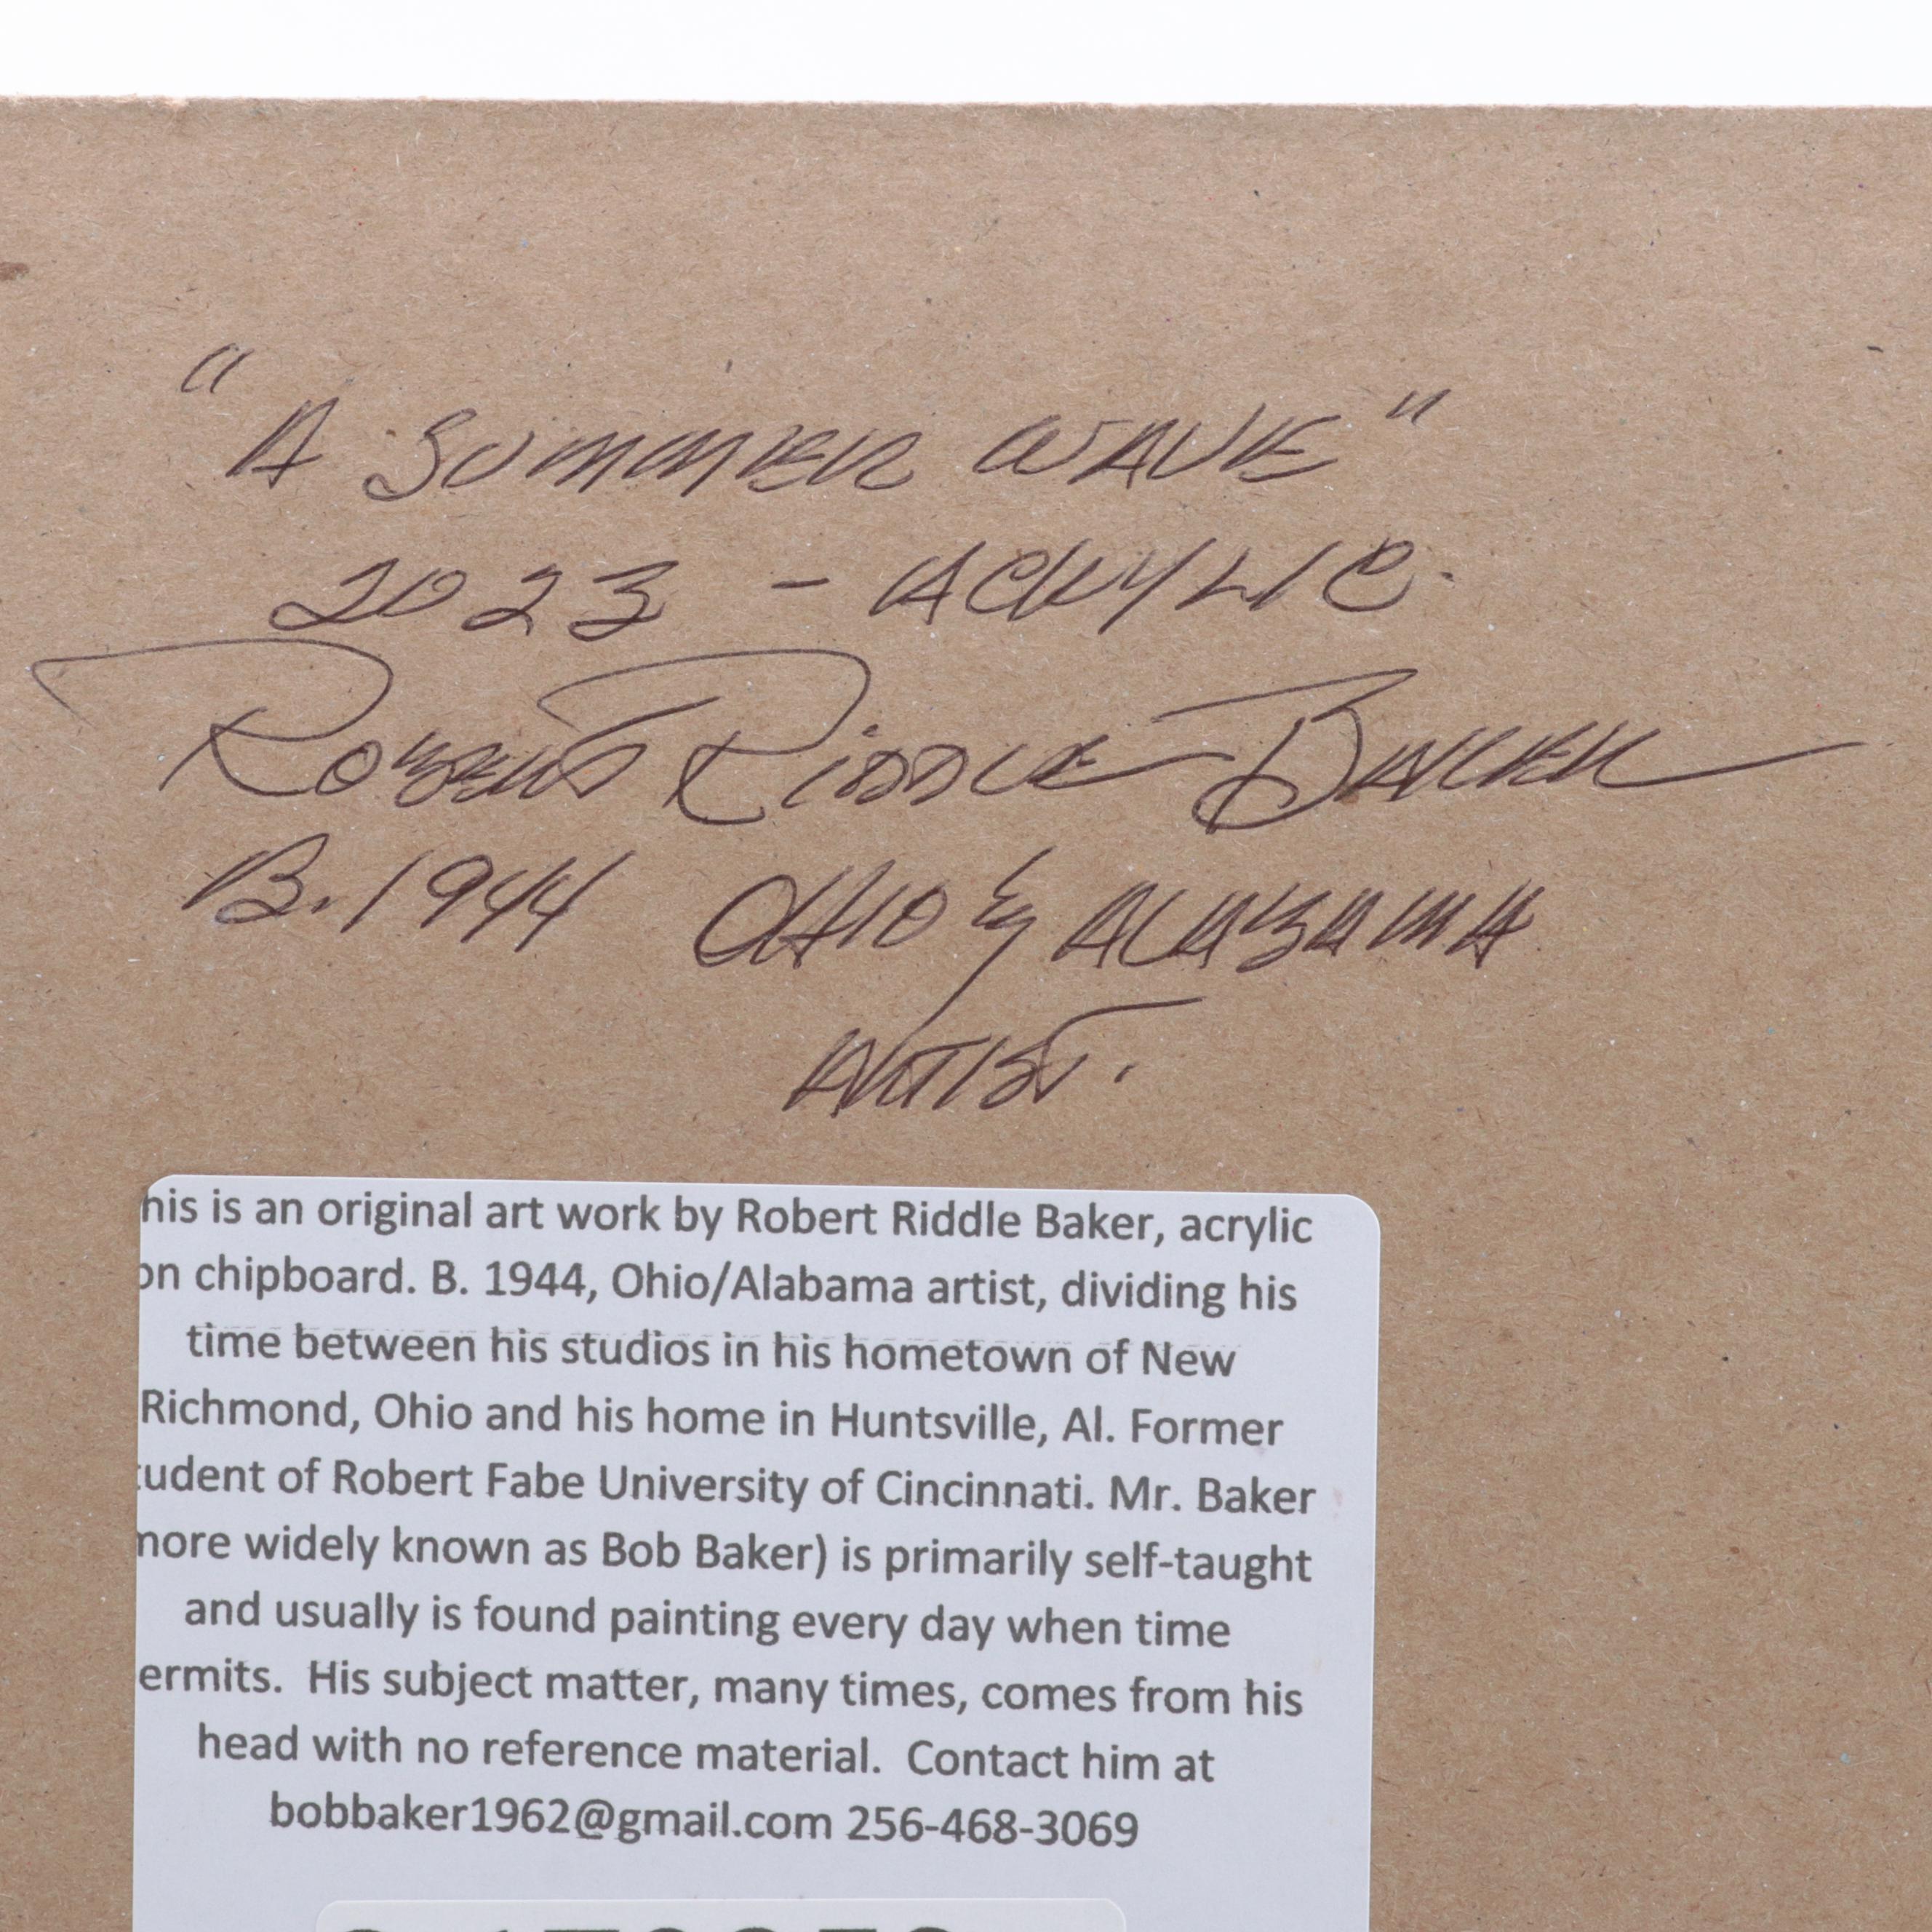 "A SUMMER WAVE"
2023 - ACRYLIC.
ROBERT RIDDLE BAKER
B. 1944 OHIO & ALABAMA
ARTIST.
his is an original art work by Robert Riddle Baker, acrylic
on chipboard. B. 1944, Ohio/Alabama artist, dividing his
time between his studios in his hometown of New
Richmond, Ohio and his home in Huntsville, Al. Former
tudent of Robert Fabe University of Cincinnati. Mr. Baker
more widely known as Bob Baker) is primarily self-taught
and usually is found painting every day when time
ermits. His subject matter, many times, comes from his
head with no reference material. Contact him at
bobbaker1962@gmail.com 256-468-3069